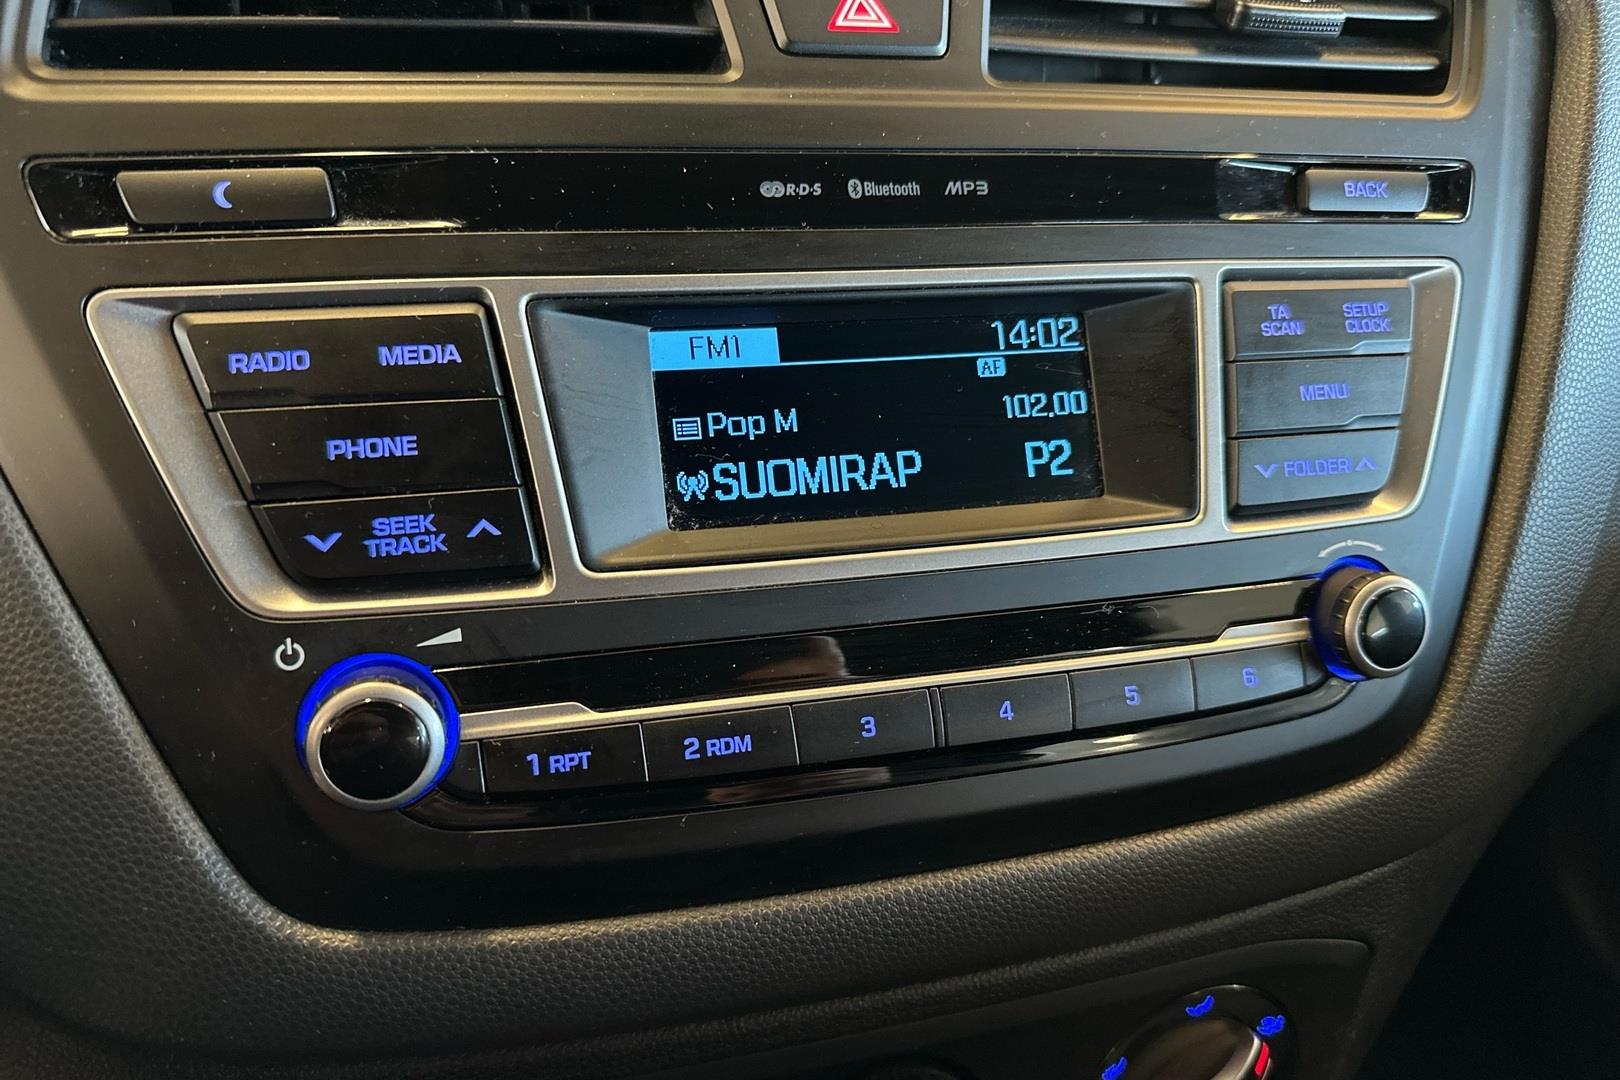 R·D·S Bluetooth MP3
BACK
RADIO MEDIA
PHONE
SEEK
TRACK
FM1 14:02
AF
Pop M 102.00
SUOMIRAP P2
TA
SCAN
SETUP
CLOCK
MENU
FOLDER
1 RPT 2 RDM 3 4 5 6